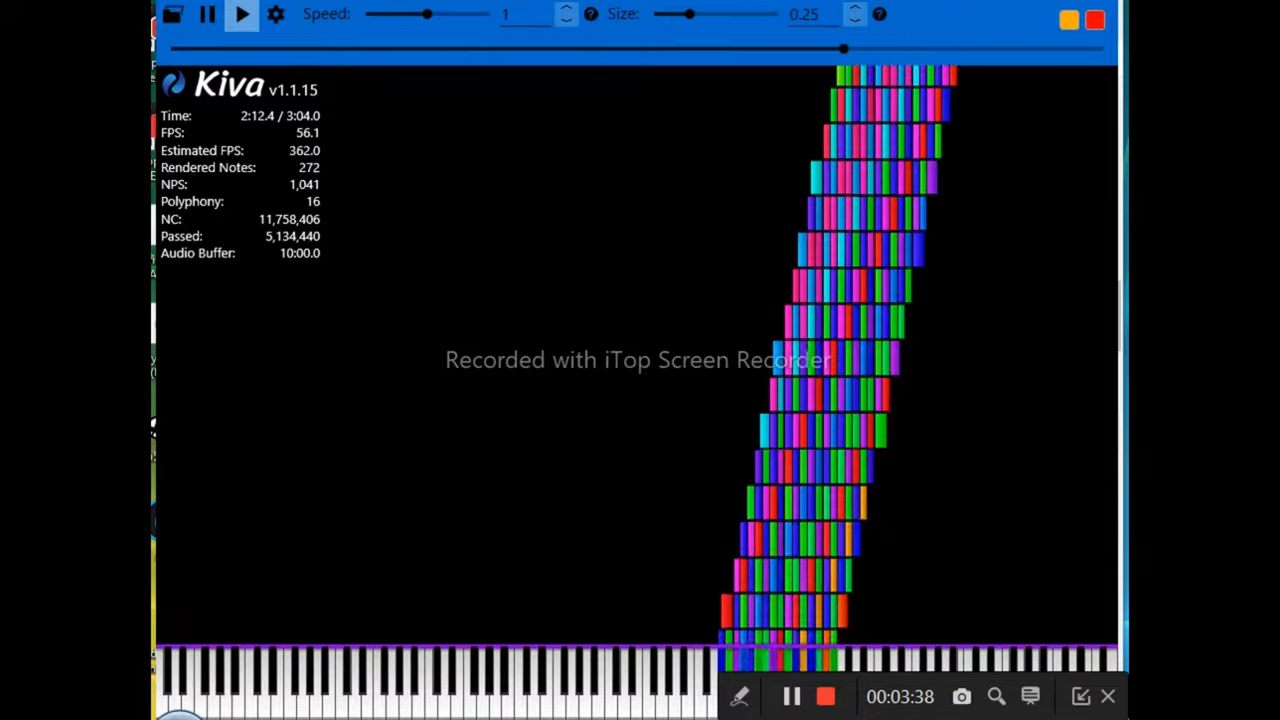 Speed: 1 Size: 0.25
Kiva v1.1.15
Time: 2:12.4 / 3:04.0
FPS: 56.1
Estimated FPS: 362.0
Rendered Notes: 272
NPS: 1,041
Polyphony: 16
NC: 11,758,406
Passed: 5,134,440
Audio Buffer: 10:00.0
Recorded with iTop Screen Recorder
00:03:38